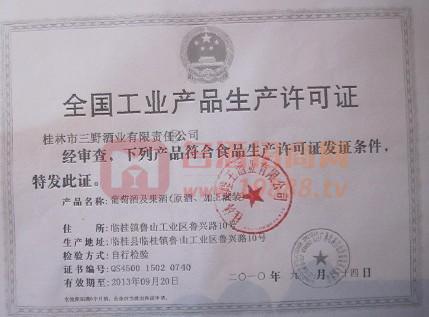 全国工业产品生产许可证
桂林市三野酒业有限责任公司
经审查，下列产品符合食品生产许可证发证条件，
特发此证。
产品名称： 葡萄酒及果酒(原酒、加工灌装)
住 所： 临桂镇鲁山工业区鲁兴路10号
生产地址： 临桂县临桂镇鲁山工业区鲁兴路10号
检验方式： 自行检验
证书编号： QS4500 1502 0740
有效期至： 2013年09月20日
二〇一〇年九月 十四日